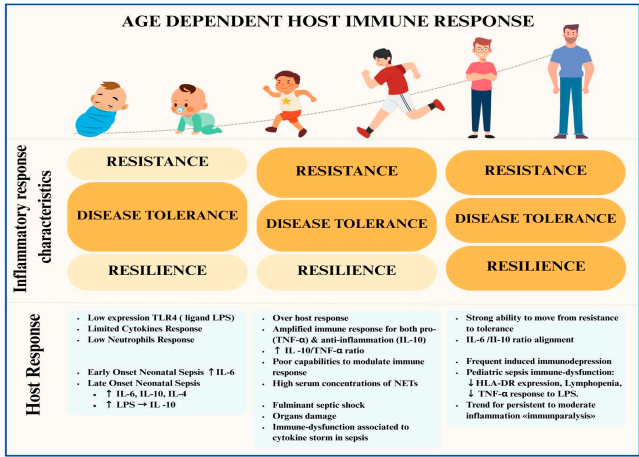 AGE DEPENDENT HOST IMMUNE RESPONSE
Inflammatory response
characteristics
RESISTANCE
DISEASE TOLERANCE
RESILIENCE
RESISTANCE
DISEASE TOLERANCE
RESILIENCE
RESISTANCE
DISEASE TOLERANCE
RESILIENCE
Host Response
• Low expression TLR4 ( ligand LPS)
• Limited Cytokines Response
• Low Neutrophils Response
• Early Onset Neonatal Sepsis ↑ IL-6
• Late Onset Neonatal Sepsis
• ↑ IL-6, IL-10, IL-4
• ↑ LPS → IL -10
• Over host response
• Amplified immune response for both pro-
(TNF-α) & anti-inflammation (IL-10)
• ↑ IL -10/TNF-α ratio
• Poor capabilities to modulate immune
response
• High serum concentrations of NETs
• Fulminant septic shock
• Organs damage
• Immune-dysfunction associated to
cytokine storm in sepsis
• Strong ability to move from resistance
to tolerance
• IL-6 /Il-10 ratio alignment
• Frequent induced immunodepression
• Pediatric sepsis immune-dysfunction:
↓ HLA-DR expression, Lymphopenia,
↓ TNF-α response to LPS.
• Trend for persistent to moderate
inflammation «immunparalysis»